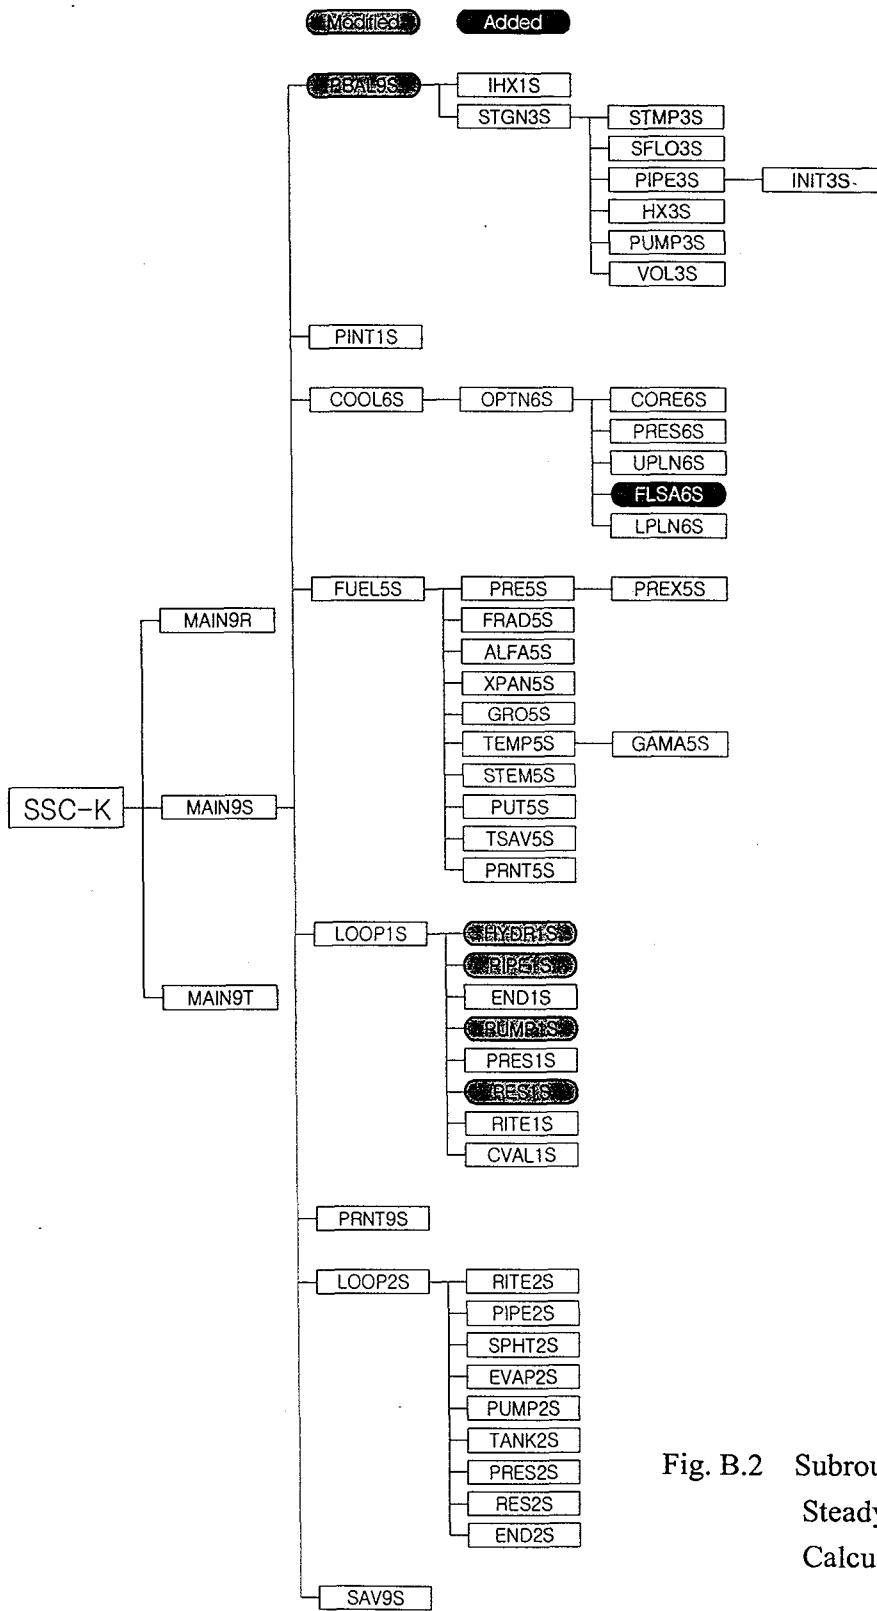 Modified Added
PBAL9S IHX1S
STGN3S STMP3S
SFLO3S
PIPE3S INIT3S
HX3S
PUMP3S
VOL3S
PINT1S
COOL6S OPTN6S CORE6S
PRES6S
UPLN6S
FLSA6S
LPLN6S
FUEL5S PRE5S PREX5S
MAIN9R FRAD5S
ALFA5S
XPAN5S
GRO5S
TEMP5S GAMA5S
STEM5S
SSC-K MAIN9S PUT5S
TSAV5S
PRNT5S
LOOP1S HYDR1S
PIPE1S
MAIN9T END1S
PUMP1S
PRES1S
RES1S
RITE1S
CVAL1S
PRNT9S
LOOP2S RITE2S
PIPE2S
SPHT2S
EVAP2S
PUMP2S
TANK2S
Fig. B.2 Subrou
PRES2S
RES2S Steady
END2S
Calcu
SAV9S